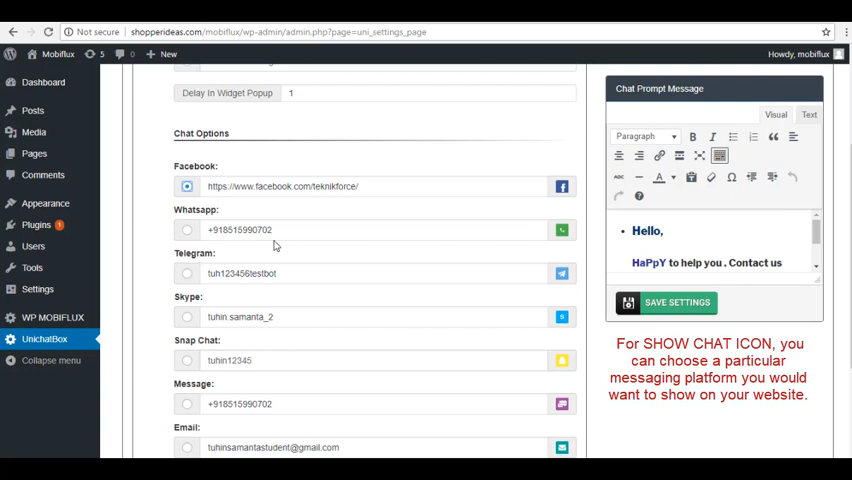 Not secure shopperideas.com/mobiflux/wp-admin/admin.php?page=uni_settings_page
Mobiflux 5 0 New Howdy, mobiflux
Dashboard
Posts
Media
Pages
Comments
Appearance
Plugins 1
Users
Tools
Settings
WP MOBIFLUX
UnichatBox
Collapse menu
Delay In Widget Popup 1
Chat Options
Facebook:
https://www.facebook.com/teknikforce/
Whatsapp:
+918515990702
Telegram:
tuh123456testbot
Skype:
tuhin.samanta_2
Snap Chat:
tuhin12345
Message:
+918515990702
Email:
tuhinsamantastudent@gmail.com
Chat Prompt Message
Visual Text
Paragraph B I
ABC A
Hello,
HaPpY to help you . Contact us
SAVE SETTINGS
For SHOW CHAT ICON, you
can choose a particular
messaging platform you would
want to show on your website.